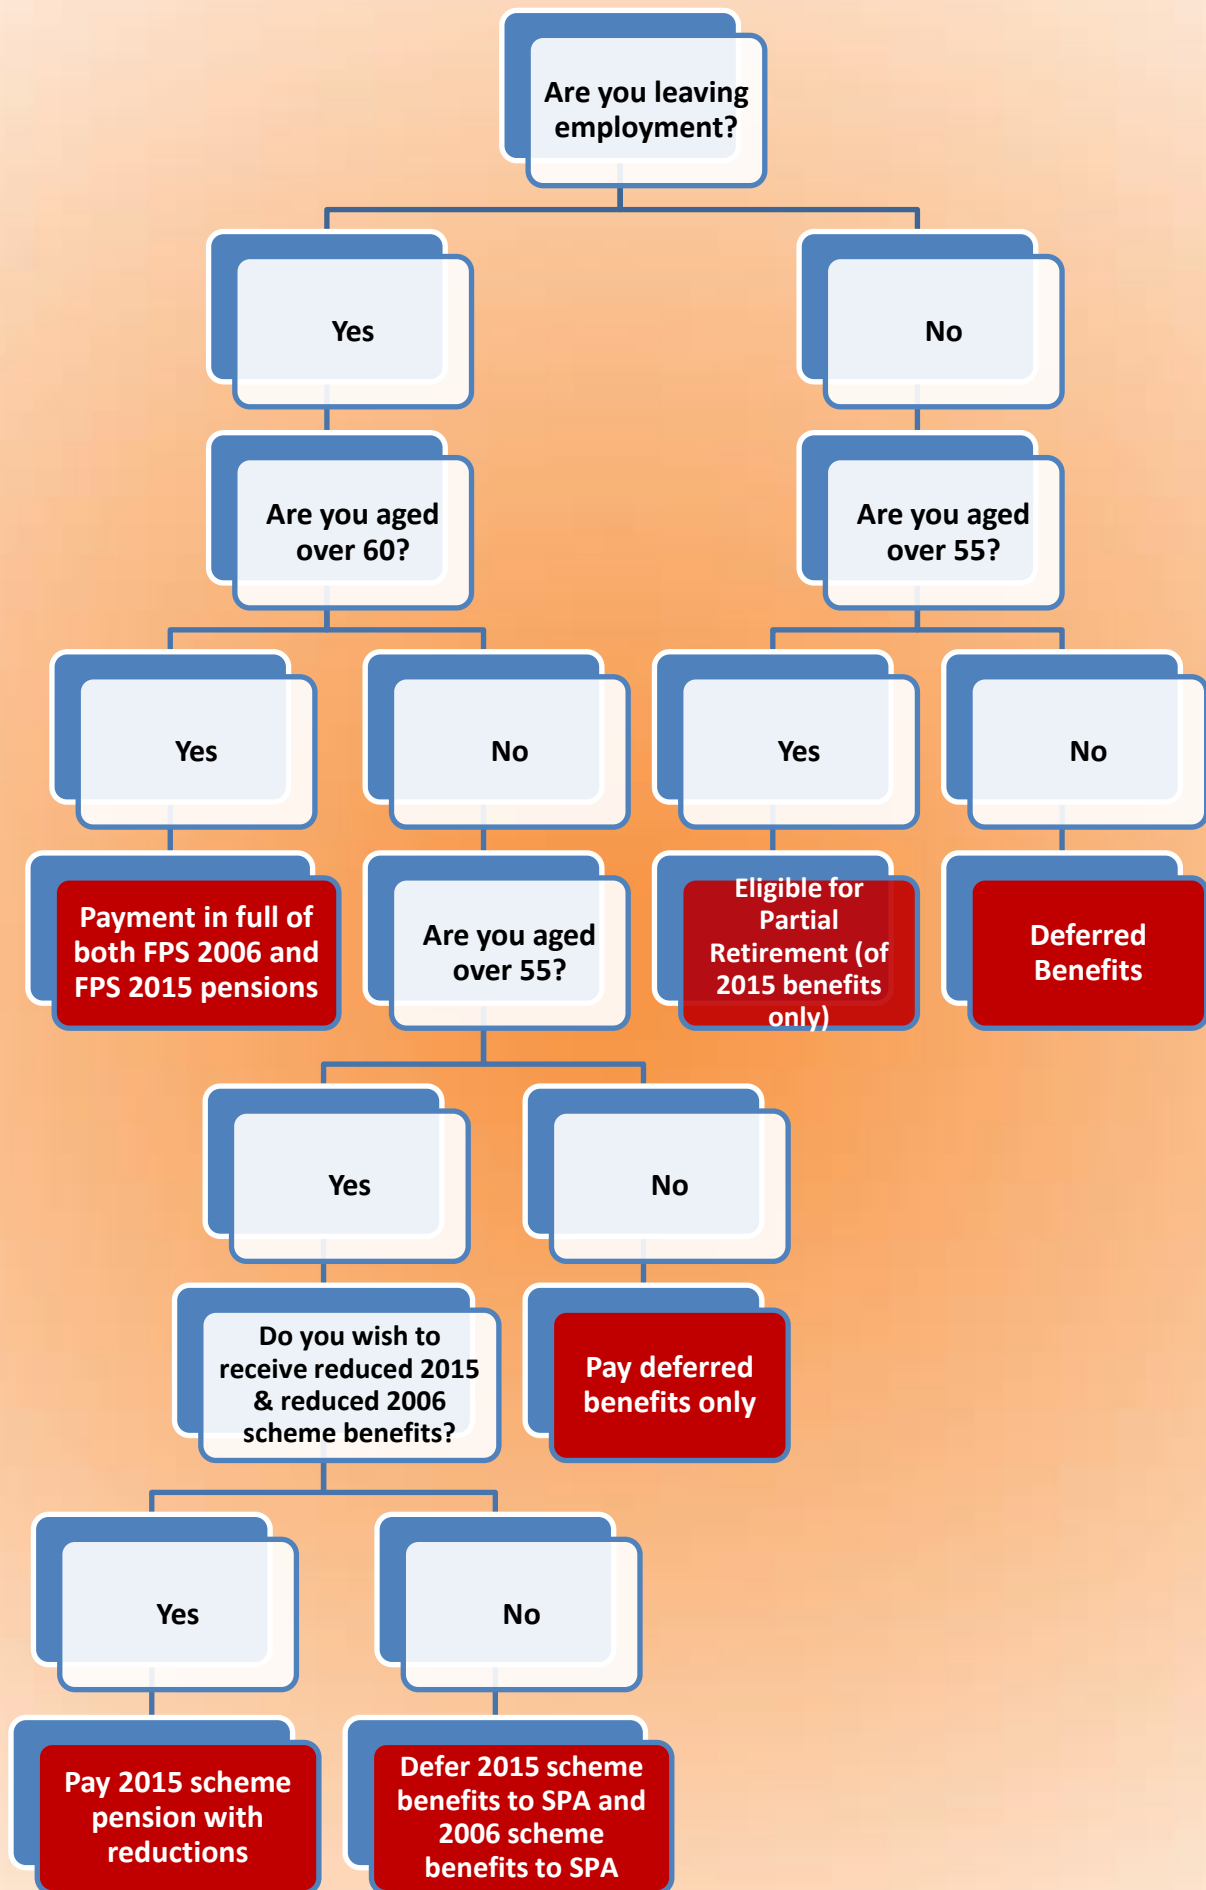 Are you leaving
employment?
Yes
No
Are you aged
over 60?
Are you aged
over 55?
Yes
No
Yes
No
Payment in full of
both FPS 2006 and
FPS 2015 pensions
Are you aged
over 55?
Eligible for
Partial
Retirement (of
2015 benefits
only)
Deferred
Benefits
Yes
No
Do you wish to
receive reduced 2015
& reduced 2006
scheme benefits?
Pay deferred
benefits only
Yes
No
Pay 2015 scheme
pension with
reductions
Defer 2015 scheme
benefits to SPA and
2006 scheme
benefits to SPA